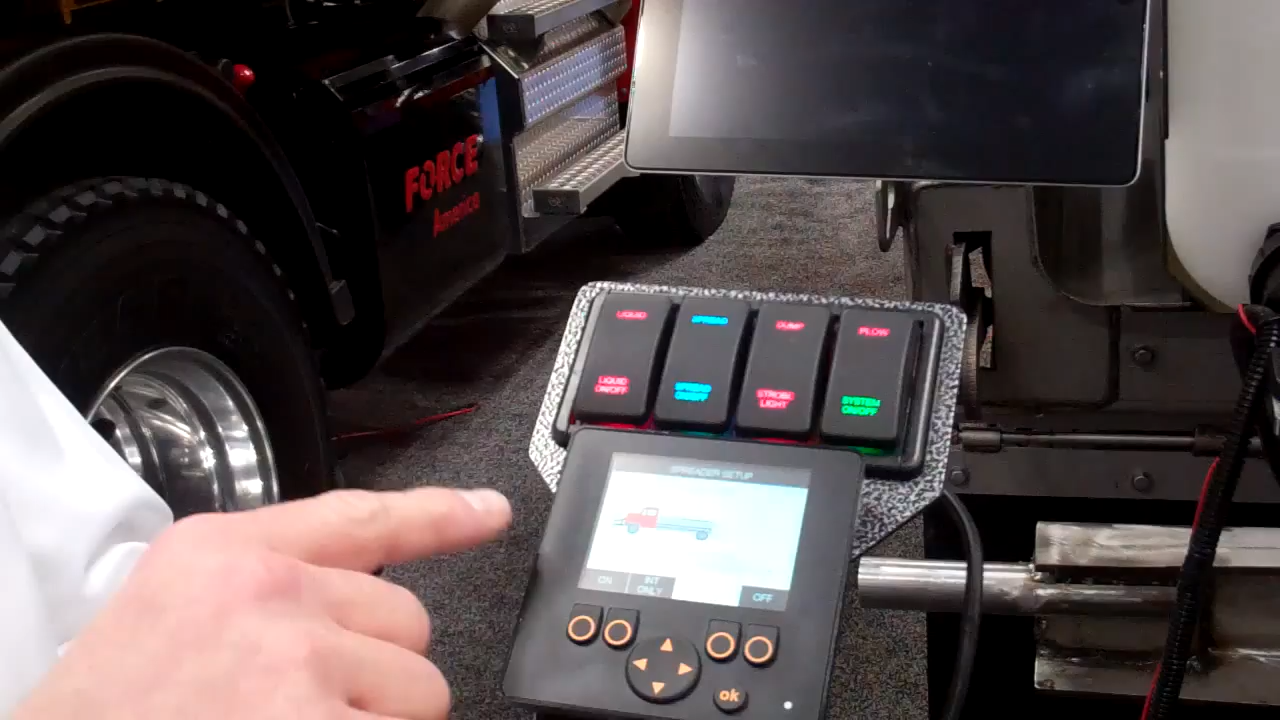 FORCE
America
LIQUID
SPREAD
DUMP
PLOW
LIQUID
ON/OFF
SPREAD
ON/OFF
STROBE
LIGHT
SYSTEM
ON/OFF
SPREADER SETUP
ON
INT
ONLY
OFF
ok